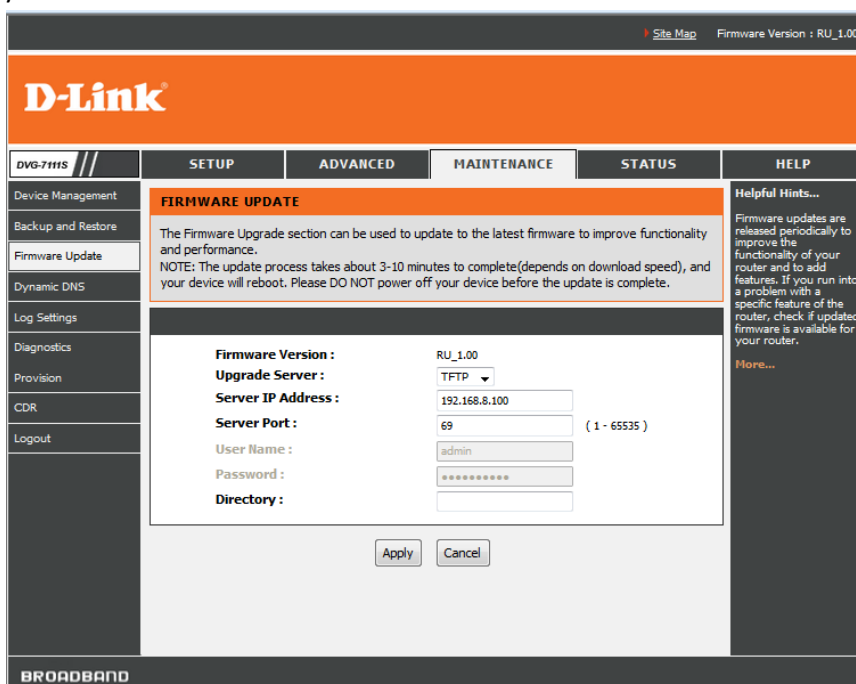 Site Map Firmware Version : RU_1.00
D-Link
DVG-7111S SETUP ADVANCED MAINTENANCE STATUS HELP
Device Management
Backup and Restore
Firmware Update
Dynamic DNS
Log Settings
Diagnostics
Provision
CDR
Logout
FIRMWARE UPDATE
The Firmware Upgrade section can be used to update to the latest firmware to improve functionality
and performance.
NOTE: The update process takes about 3-10 minutes to complete(depends on download speed), and
your device will reboot. Please DO NOT power off your device before the update is complete.
Firmware Version : RU_1.00
Upgrade Server : TFTP
Server IP Address : 192.168.8.100
Server Port : 69 ( 1 - 65535 )
User Name : admin
Password : ●●●●●●●●●●
Directory :
Apply Cancel
Helpful Hints...
Firmware updates are
released periodically to
improve the
functionality of your
router and to add
features. If you run into
a problem with a
specific feature of the
router, check if updated
firmware is available for
your router.
More...
BROADBAND